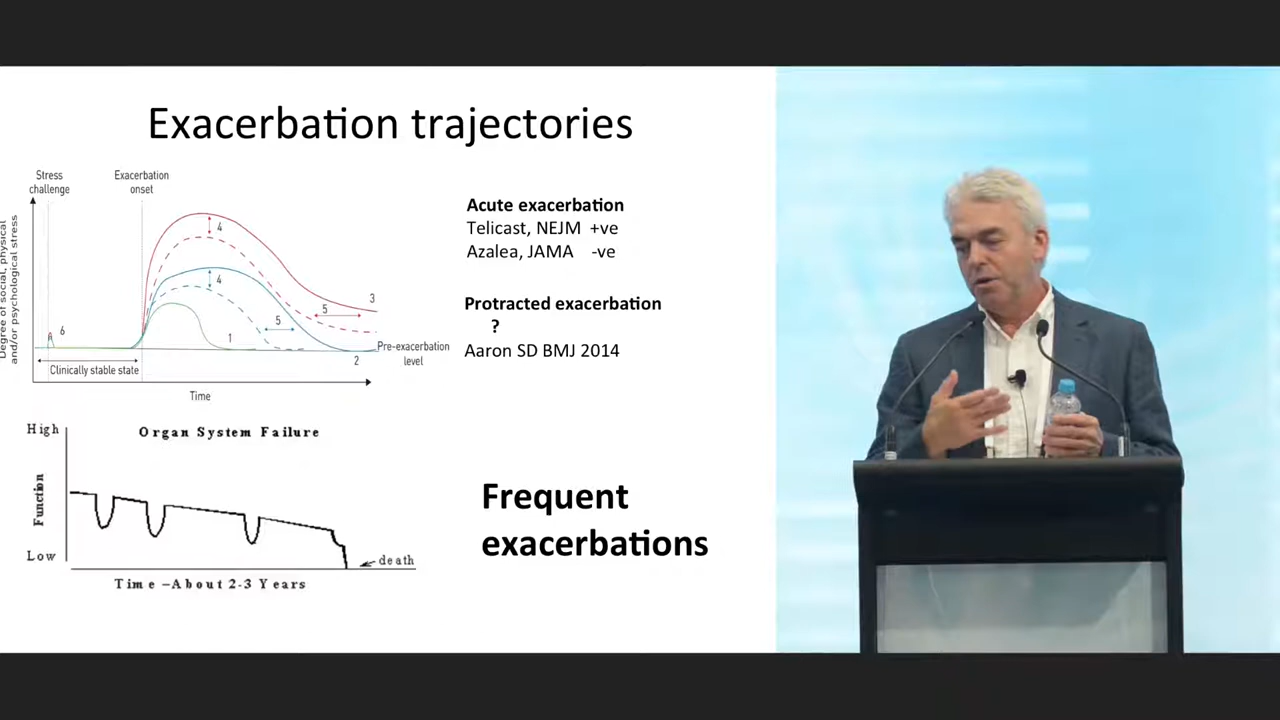 Exacerbation trajectories
Stress
challenge
Exacerbation
onset
Degree of social, physical
and/or psychological stress
4
4
3
5
5
6
1
2
Pre-exacerbation
level
Clinically stable state
Time
Acute exacerbation
Telicast, NEJM +ve
Azalea, JAMA -ve
Protracted exacerbation
?
Aaron SD BMJ 2014
High
Organ System Failure
Function
Low
death
Time –About 2-3 Years
Frequent
exacerbations